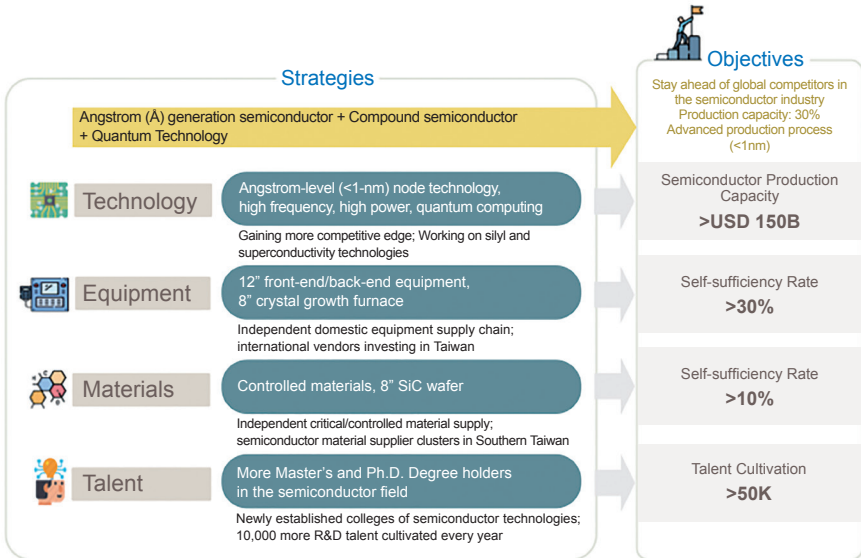 Strategies
Objectives
Angstrom (Å) generation semiconductor + Compound semiconductor
+ Quantum Technology
Stay ahead of global competitors in
the semiconductor industry
Production capacity: 30%
Advanced production process
(<1nm)
Technology
Angstrom-level (<1-nm) node technology,
high frequency, high power, quantum computing
Gaining more competitive edge; Working on silyl and
superconductivity technologies
Semiconductor Production
Capacity
>USD 150B
Equipment
12” front-end/back-end equipment,
8” crystal growth furnace
Independent domestic equipment supply chain;
international vendors investing in Taiwan
Self-sufficiency Rate
>30%
Materials
Controlled materials, 8” SiC wafer
Independent critical/controlled material supply;
semiconductor material supplier clusters in Southern Taiwan
Self-sufficiency Rate
>10%
Talent
More Master’s and Ph.D. Degree holders
in the semiconductor field
Newly established colleges of semiconductor technologies;
10,000 more R&D talent cultivated every year
Talent Cultivation
>50K